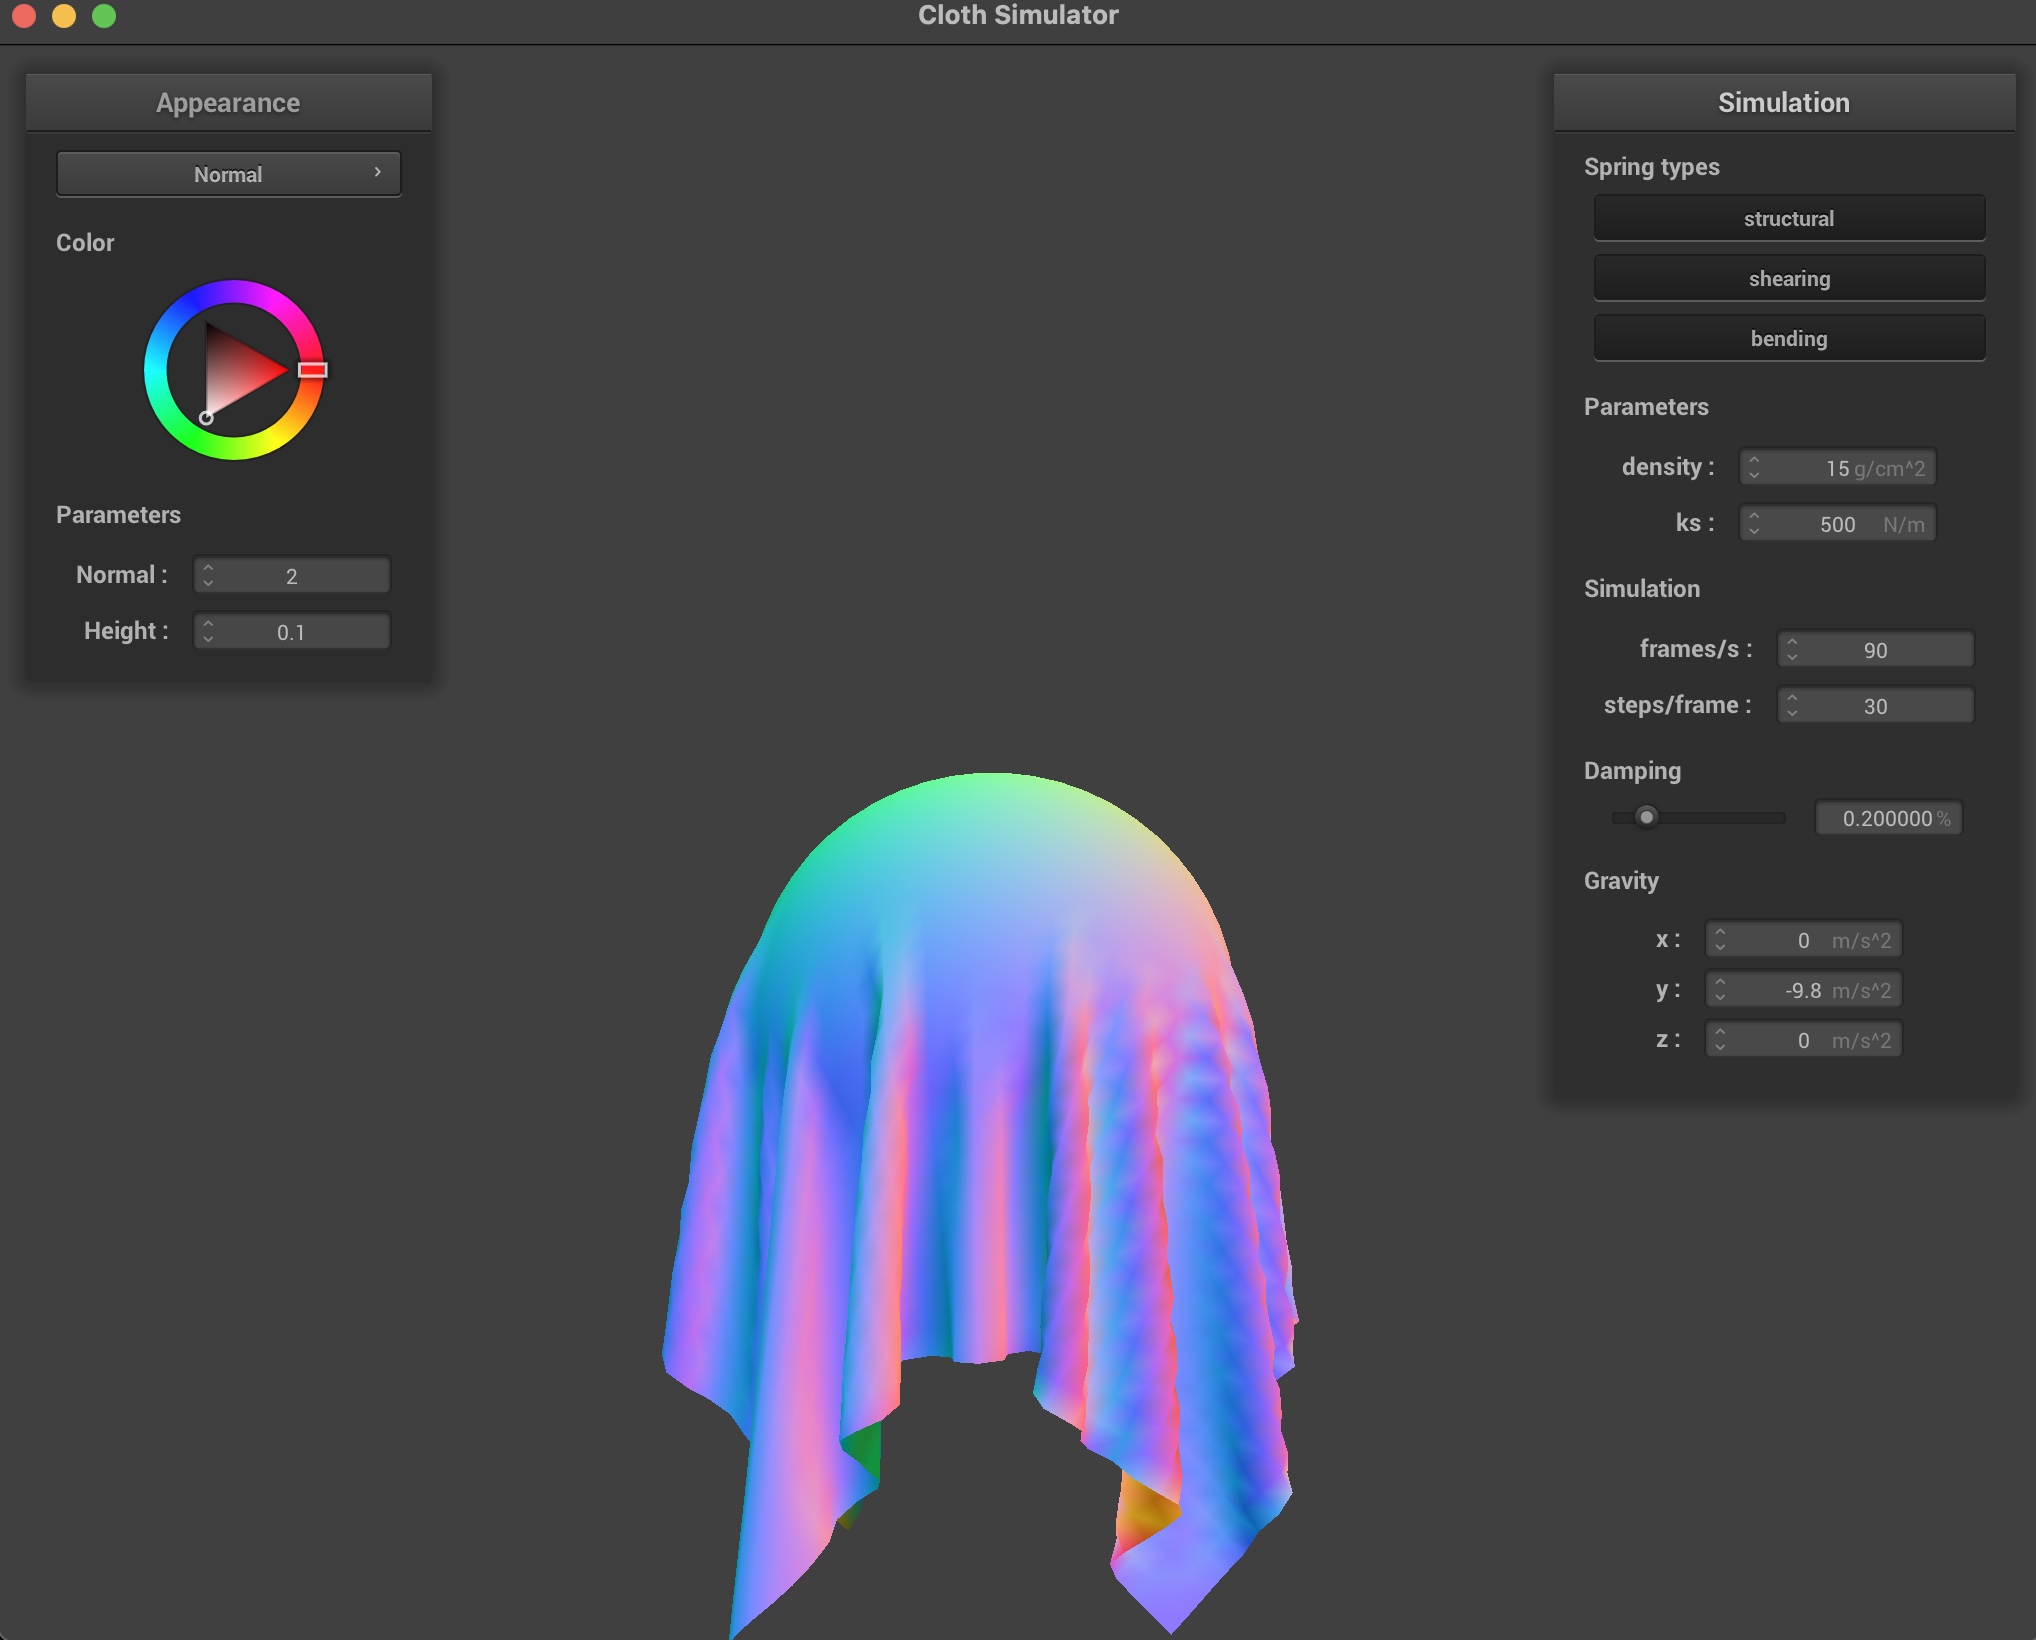 Cloth Simulator
Appearance
Normal
Color
Parameters
Normal : 2
Height : 0.1
Simulation
Spring types
structural
shearing
bending
Parameters
density : 15 g/cm^2
ks : 500 N/m
Simulation
frames/s : 90
steps/frame : 30
Damping
0.200000 %
Gravity
x : 0 m/s^2
y : -9.8 m/s^2
z : 0 m/s^2